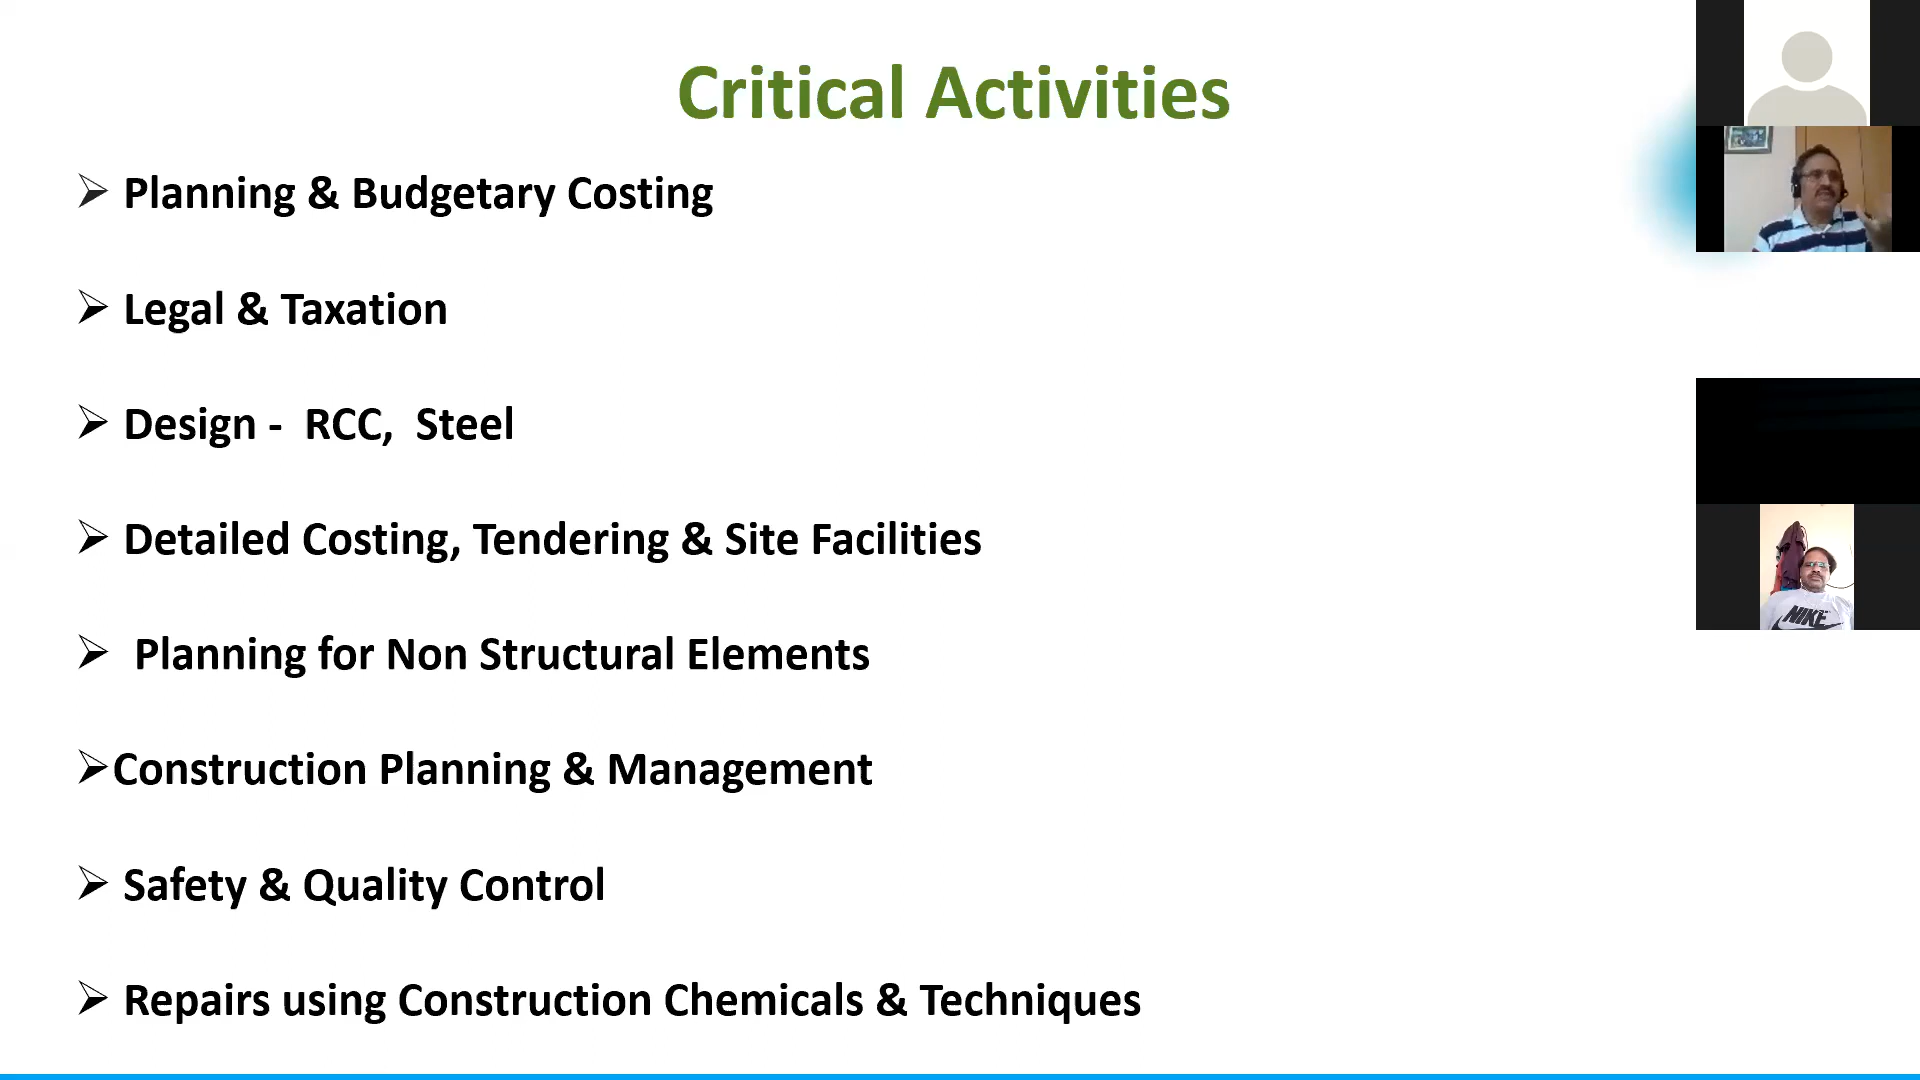 Critical Activities
Planning & Budgetary Costing
Legal & Taxation
Design - RCC, Steel
Detailed Costing, Tendering & Site Facilities
Planning for Non Structural Elements
Construction Planning & Management
Safety & Quality Control
Repairs using Construction Chemicals & Techniques
NIKE